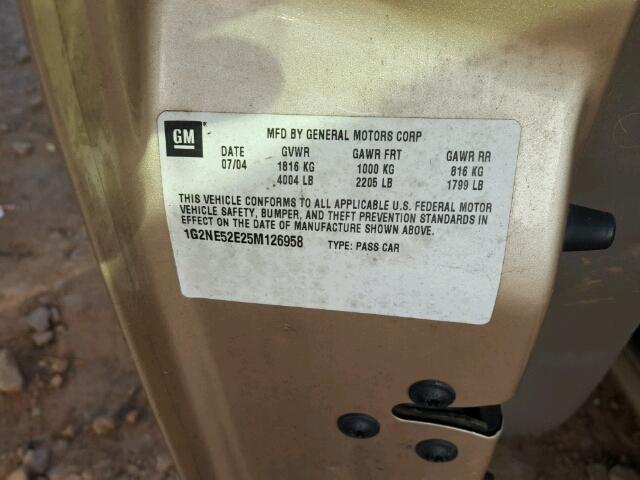 GM MFD BY GENERAL MOTORS CORP
DATE GVWR GAWR FRT GAWR RR
07/04 1816 KG 1000 KG 816 KG
4004 LB 2205 LB 1799 LB
THIS VEHICLE CONFORMS TO ALL APPLICABLE U.S. FEDERAL MOTOR
VEHICLE SAFETY, BUMPER, AND THEFT PREVENTION STANDARDS IN
EFFECT ON THE DATE OF MANUFACTURE SHOWN ABOVE.
1G2NE52E25M126958 TYPE: PASS CAR